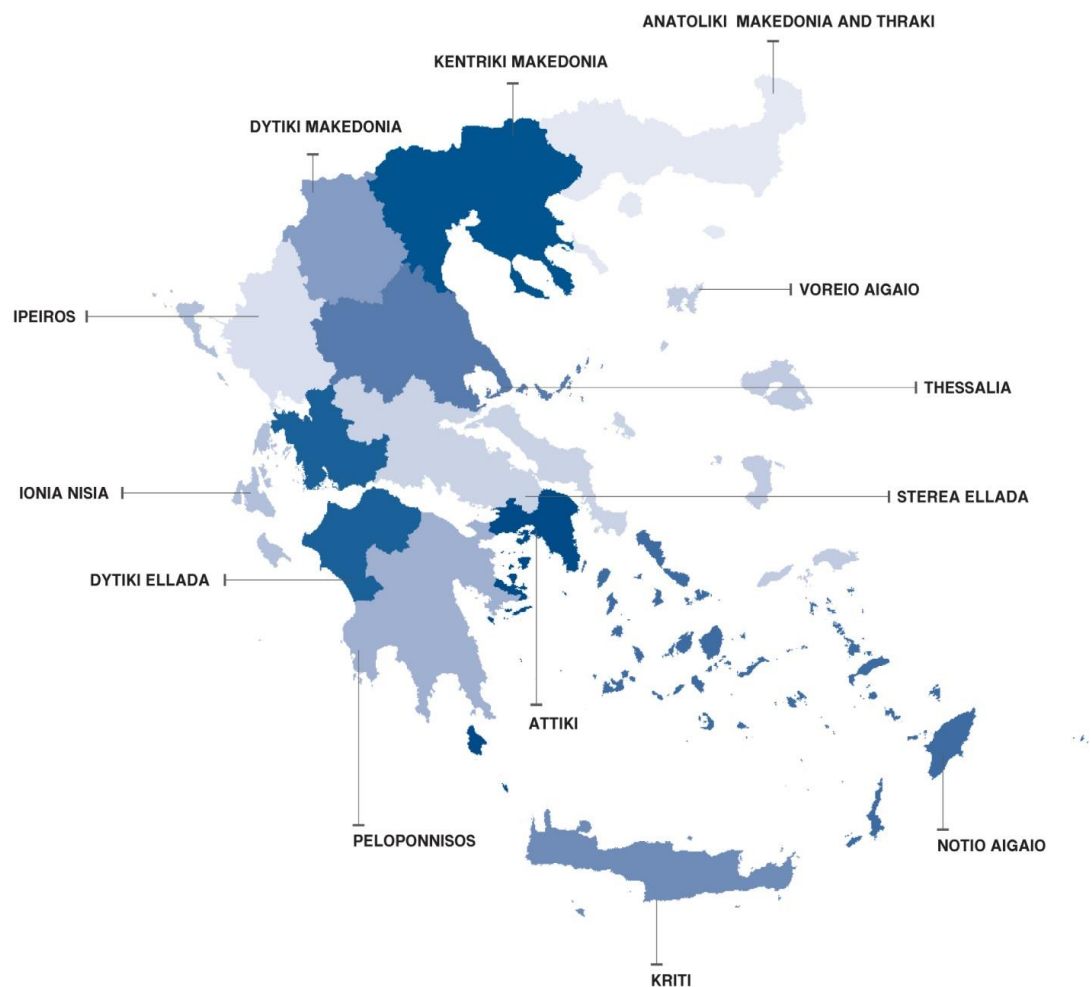 ANATOLIKI MAKEDONIA AND THRAKI
KENTRIKI MAKEDONIA
DYTIKI MAKEDONIA
VOREIO AIGAIO
IPEIROS
THESSALIA
IONIA NISIA
STEREA ELLADA
DYTIKI ELLADA
ATTIKI
PELOPONNISOS
NOTIO AIGAIO
KRITI